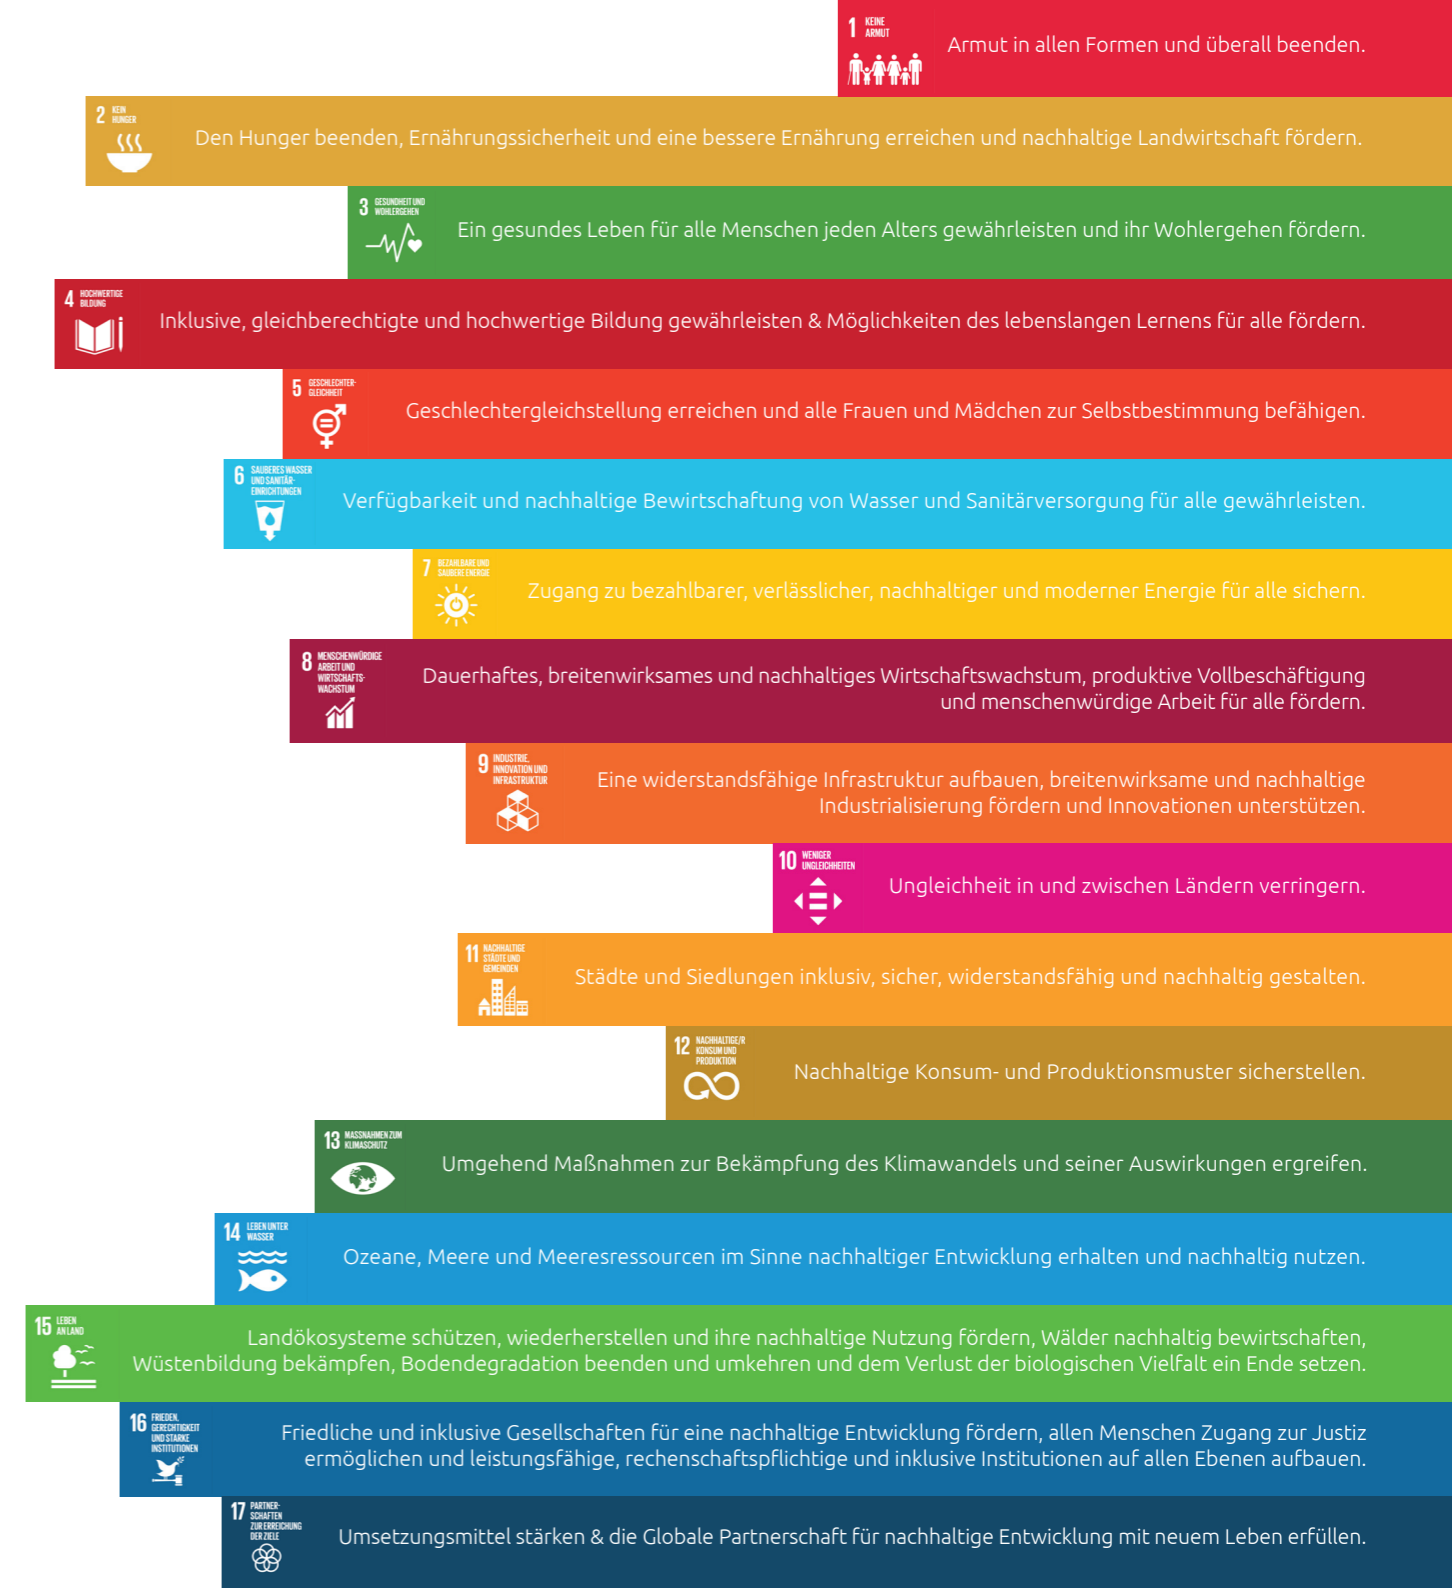 1 KEINE
ARMUT
Armut in allen Formen und überall beenden.
2 KEIN
HUNGER
Den Hunger beenden, Ernährungssicherheit und eine bessere Ernährung erreichen und nachhaltige Landwirtschaft fördern.
3 GESUNDHEIT UND
WOHLERGEHEN
Ein gesundes Leben für alle Menschen jeden Alters gewährleisten und ihr Wohlergehen fördern.
4 HOCHWERTIGE
BILDUNG
Inklusive, gleichberechtigte und hochwertige Bildung gewährleisten & Möglichkeiten des lebenslangen Lernens für alle fördern.
5 GESCHLECHTER-
GLEICHHEIT
Geschlechtergleichstellung erreichen und alle Frauen und Mädchen zur Selbstbestimmung befähigen.
6 SAUBERES WASSER
UND SANITÄR-
EINRICHTUNGEN
Verfügbarkeit und nachhaltige Bewirtschaftung von Wasser und Sanitärversorgung für alle gewährleisten.
7 BEZAHLBARE UND
SAUBERE ENERGIE
Zugang zu bezahlbarer, verlässlicher, nachhaltiger und moderner Energie für alle sichern.
8 MENSCHENWÜRDIGE
ARBEIT UND
WIRTSCHAFTS-
WACHSTUM
Dauerhaftes, breitenwirksames und nachhaltiges Wirtschaftswachstum, produktive Vollbeschäftigung
und menschenwürdige Arbeit für alle fördern.
9 INDUSTRIE,
INNOVATION UND
INFRASTRUKTUR
Eine widerstandsfähige Infrastruktur aufbauen, breitenwirksame und nachhaltige
Industrialisierung fördern und Innovationen unterstützen.
10 WENIGER
UNGLEICHHEITEN
Ungleichheit in und zwischen Ländern verringern.
11 NACHHALTIGE
STÄDTE UND
GEMEINDEN
Städte und Siedlungen inklusiv, sicher, widerstandsfähig und nachhaltig gestalten.
12 NACHHALTIGE/R
KONSUM UND
PRODUKTION
Nachhaltige Konsum- und Produktionsmuster sicherstellen.
13 MASSNAHMEN ZUM
KLIMASCHUTZ
Umgehend Maßnahmen zur Bekämpfung des Klimawandels und seiner Auswirkungen ergreifen.
14 LEBEN UNTER
WASSER
Ozeane, Meere und Meeresressourcen im Sinne nachhaltiger Entwicklung erhalten und nachhaltig nutzen.
15 LEBEN
AN LAND
Landökosysteme schützen, wiederherstellen und ihre nachhaltige Nutzung fördern, Wälder nachhaltig bewirtschaften,
Wüstenbildung bekämpfen, Bodendegradation beenden und umkehren und dem Verlust der biologischen Vielfalt ein Ende setzen.
16 FRIEDEN,
GERECHTIGKEIT
UND STARKE
INSTITUTIONEN
Friedliche und inklusive Gesellschaften für eine nachhaltige Entwicklung fördern, allen Menschen Zugang zur Justiz
ermöglichen und leistungsfähige, rechenschaftspflichtige und inklusive Institutionen auf allen Ebenen aufbauen.
17 PARTNER-
SCHAFTEN
ZUR ERREICHUNG
DER ZIELE
Umsetzungsmittel stärken & die Globale Partnerschaft für nachhaltige Entwicklung mit neuem Leben erfüllen.